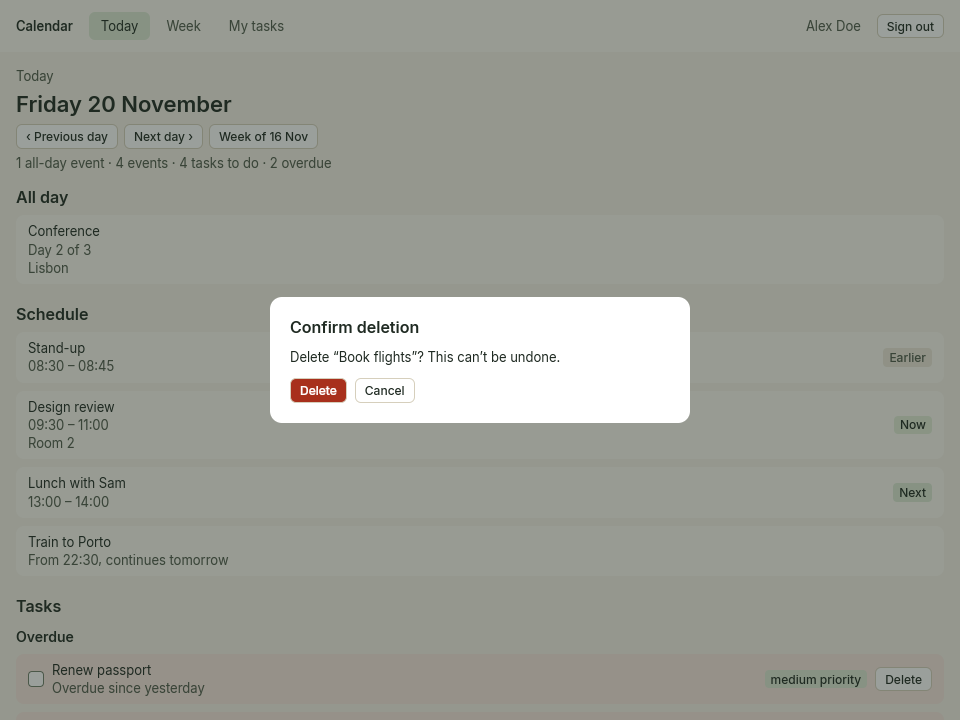 Calendar Today Week My tasks Alex Doe Sign out
Today
Friday 20 November
‹ Previous day Next day › Week of 16 Nov
1 all-day event · 4 events · 4 tasks to do · 2 overdue
All day
Conference
Day 2 of 3
Lisbon
Schedule
Stand-up
08:30 – 08:45
Earlier
Design review
09:30 – 11:00
Room 2
Now
Lunch with Sam
13:00 – 14:00
Next
Train to Porto
From 22:30, continues tomorrow
Confirm deletion
Delete “Book flights”? This can’t be undone.
Delete Cancel
Tasks
Overdue
Renew passport
Overdue since yesterday
medium priority Delete